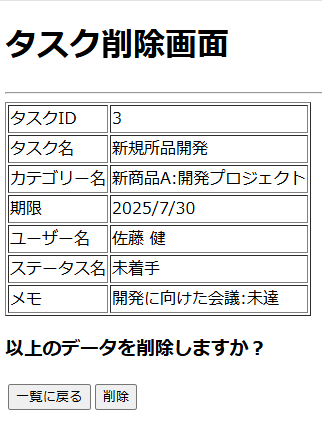 タスク削除画面
タスクID 3
タスク名 新規所品開発
カテゴリー名 新商品A:開発プロジェクト
期限 2025/7/30
ユーザー名 佐藤 健
ステータス名 未着手
メモ 開発に向けた会議:未達
以上のデータを削除しますか？
一覧に戻る 削除